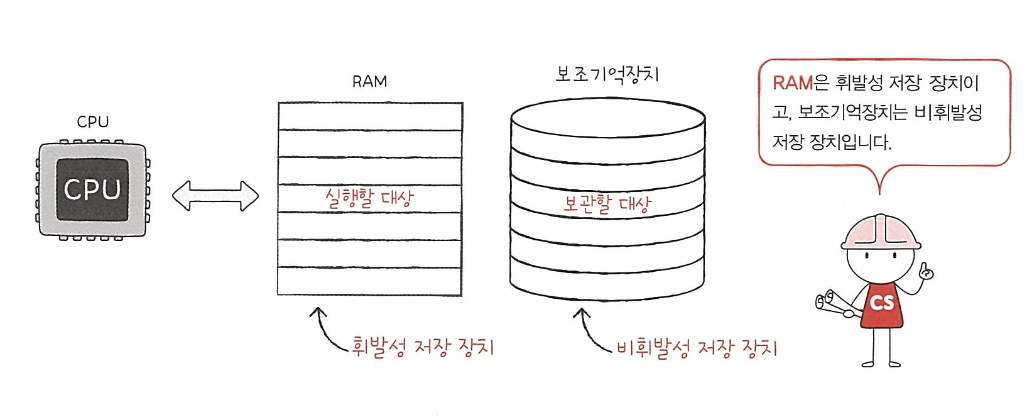 CPU
CPU
RAM
실행할 대상
휘발성 저장 장치
보조기억장치
보관할 대상
비휘발성 저장 장치
RAM은 휘발성 저장 장치이
고, 보조기억장치는 비휘발성
저장 장치입니다.
CS